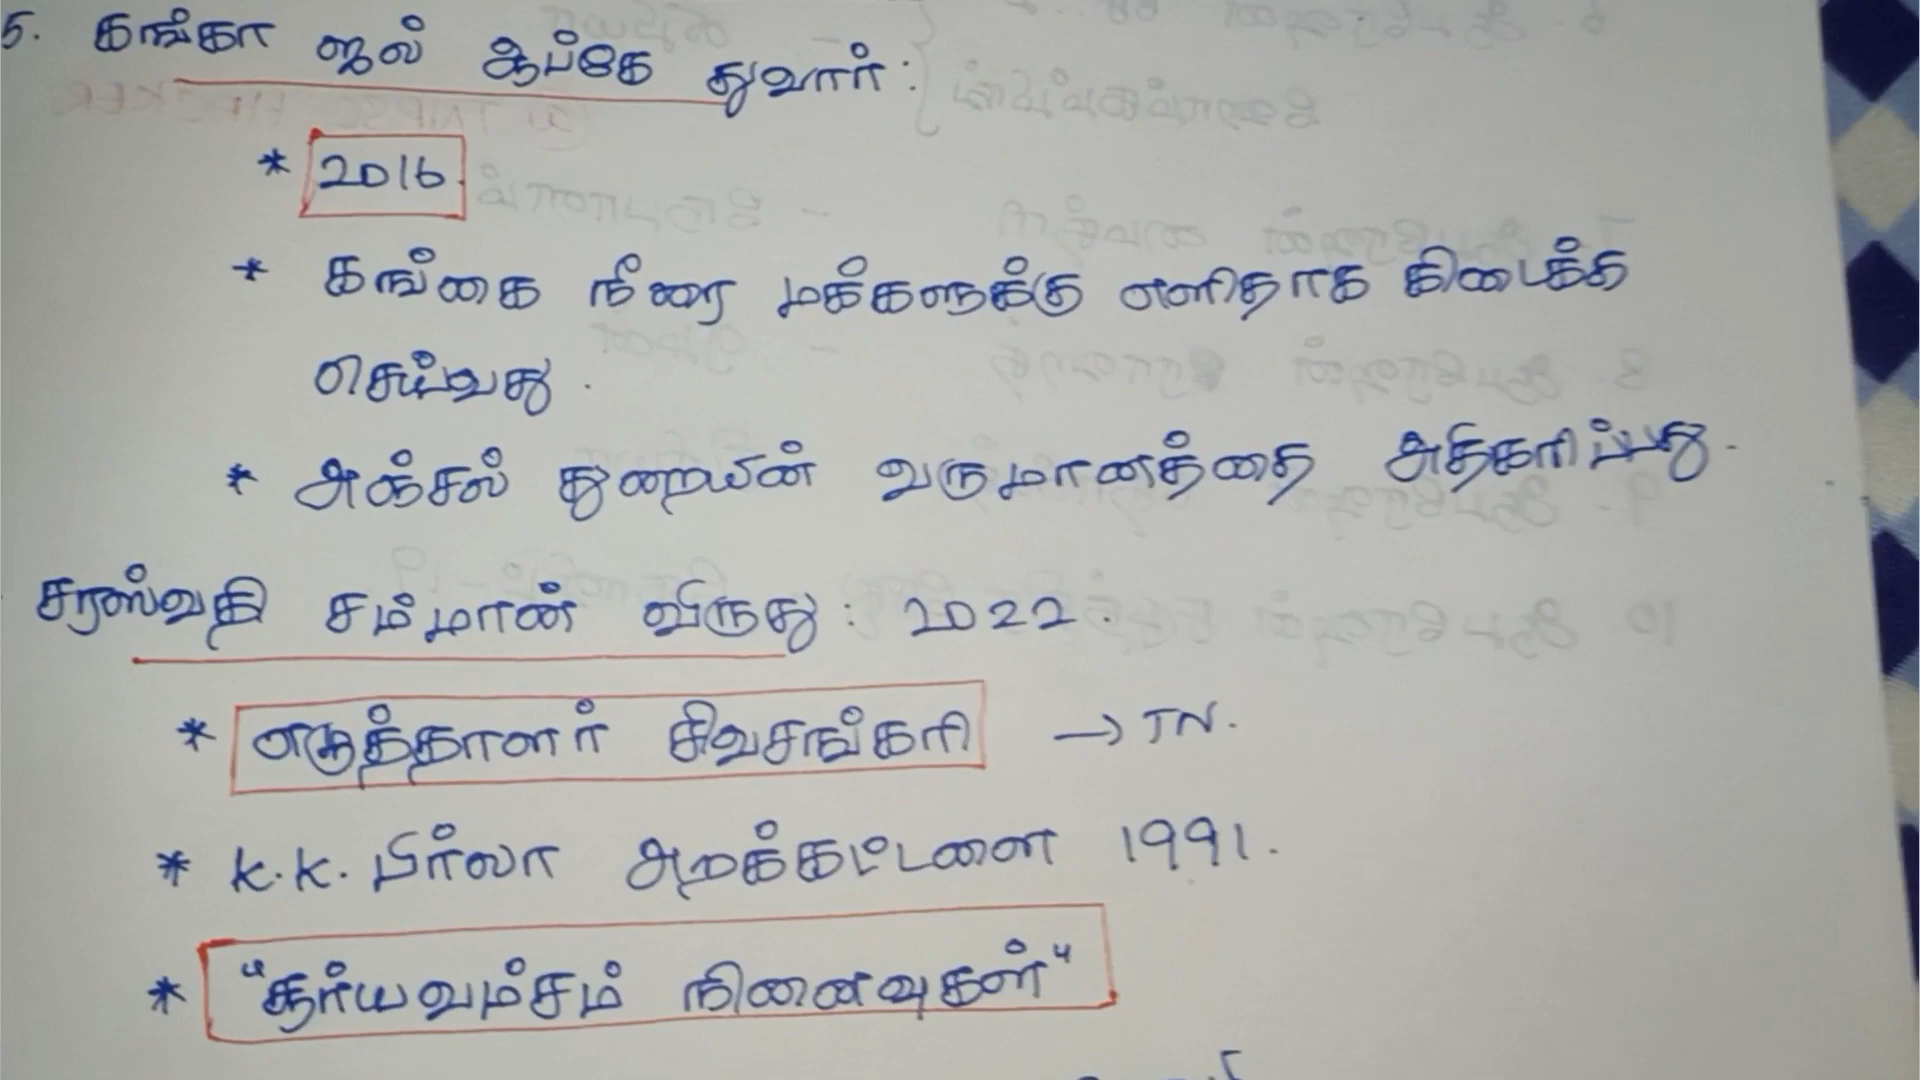 5. கங்கா ஜல் ஆப்கே துவார் :
* 2016.
* கங்கை நீரை மக்களுக்கு எளிதாக கிடைக்க
செய்வது .
* அஞ்சல் துறையின் வருமானத்தை அதிகரிப்பது.
சரஸ்வதி சம்மான் விருது : 2022.
* எழுத்தாளர் சிவசங்கரி → TN.
* K.K. பிர்லா அறக்கட்டளை 1991.
* "சூர்யவம்சம் நினைவுகள்"